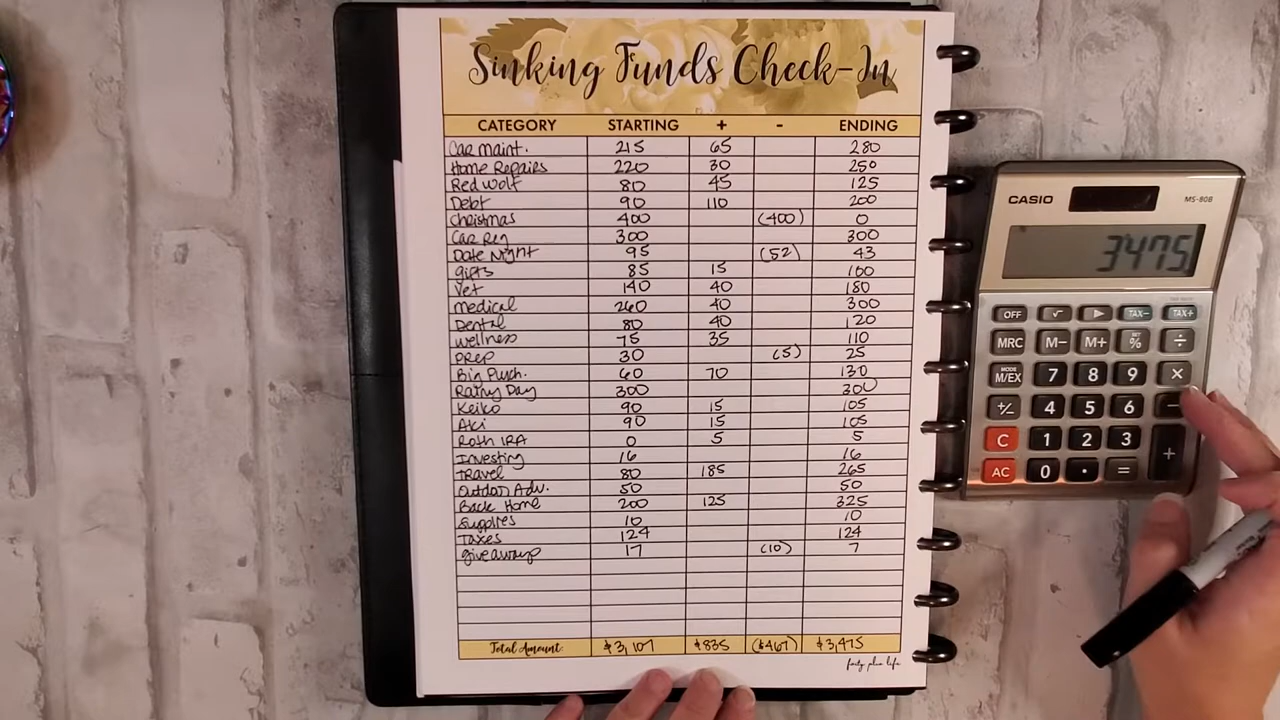 Sinking Funds Check-In
CATEGORY STARTING + - ENDING
Car Maint. 215 65 280
Home Repairs 220 30 250
Red Wolf 80 45 125
Debt 90 110 200
Christmas 400 (400) 0
Car Reg 300 300
Date Night 95 (52) 43
gifts 85 15 100
Vet 140 40 180
medical 260 40 300
Dental 80 40 120
wellness 75 35 110
PREP 30 (5) 25
Big Purch. 60 70 130
Rainy Day 300 300
Keiko 90 15 105
Aki 90 15 105
Roth IRA 0 5 5
Investing 16 16
Travel 80 185 265
Outdoor Adv. 50 50
Back Home 200 125 325
Supplies 10 10
Taxes 124 124
giveaways 17 (10) 7
Total Amount: $3,107 $835 ($467) $3,475
forty plus life
CASIO MS-80B
3475.
OFF √ ▶ TAX- TAX+
MRC M- M+ % ÷
MODE M/EX 7 8 9 ×
+/- 4 5 6 −
C 1 2 3 +
AC 0 . =